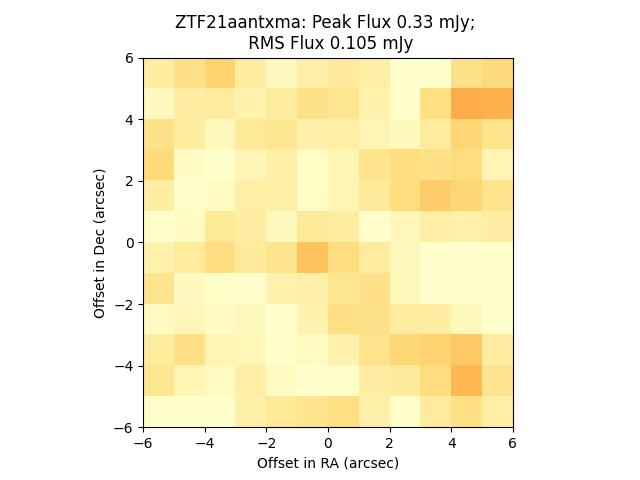 ZTF21aantxma: Peak Flux 0.33 mJy;
RMS Flux 0.105 mJy
6
4
2
0
−2
−4
−6
Offset in Dec (arcsec)
−6 −4 −2 0 2 4 6
Offset in RA (arcsec)